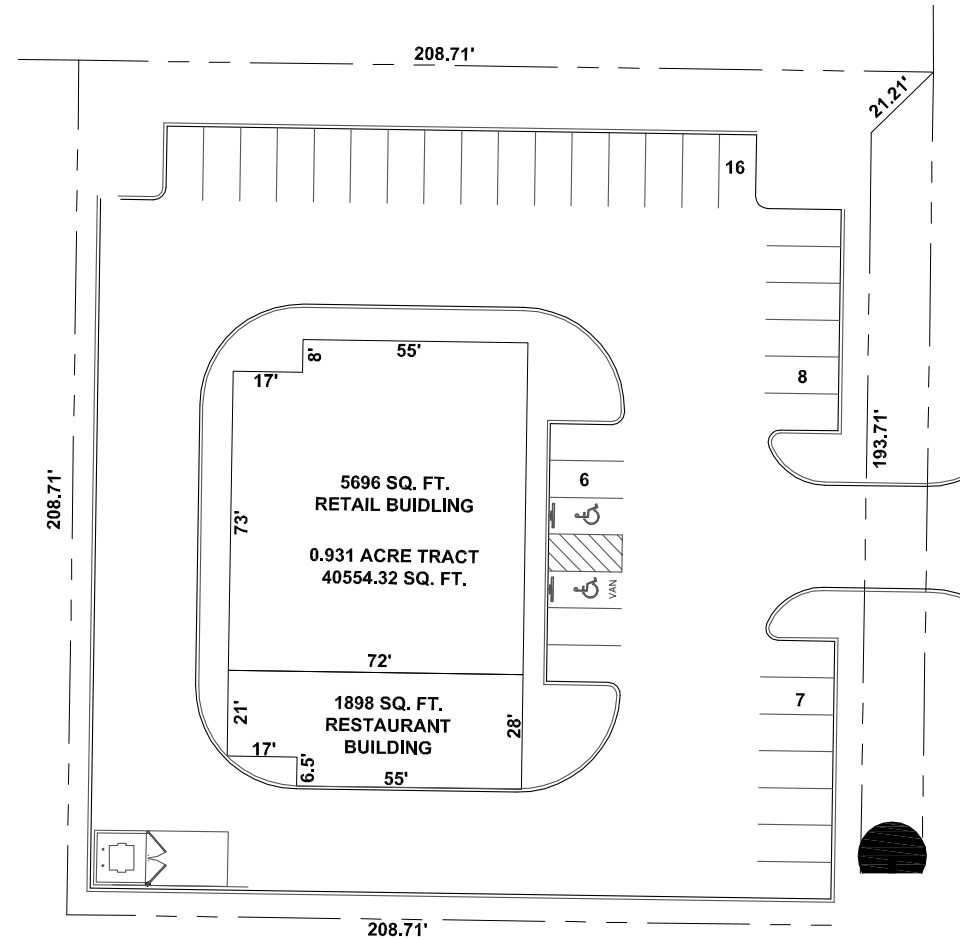 208.71'
21.21'
16
8'
55'
17'
8
193.71'
5696 SQ. FT.
RETAIL BUIDLING
6
208.71'
73'
0.931 ACRE TRACT
40554.32 SQ. FT.
VAN
72'
1898 SQ. FT.
RESTAURANT
BUILDING
21'
28'
7
17'
6.5'
55'
208.71'